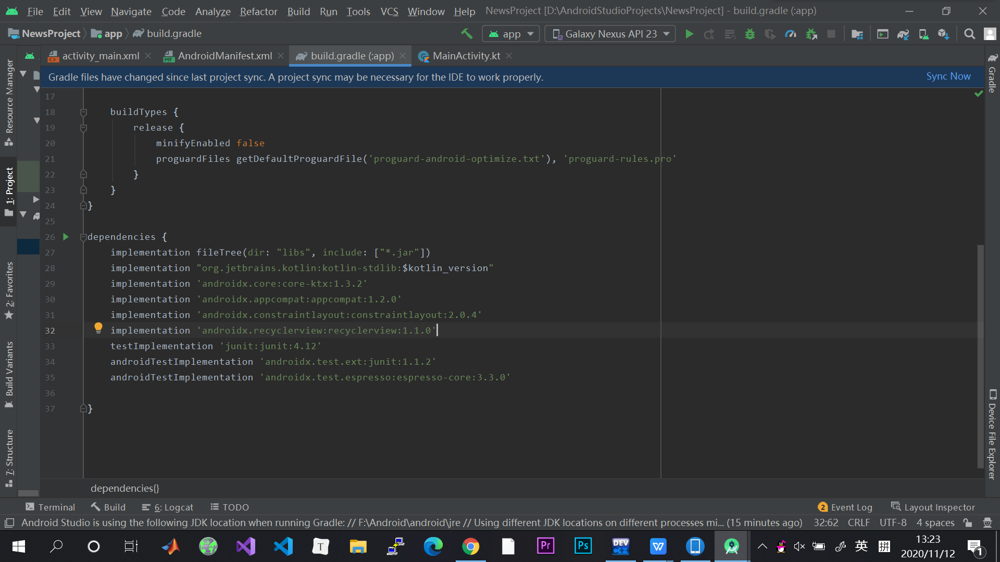 File Edit View Navigate Code Analyze Refactor Build Run Tools VCS Window Help NewsProject [D:\AndroidStudioProjects\NewsProject] - build.gradle (:app)
NewsProject app build.gradle app Galaxy Nexus API 23
activity_main.xml AndroidManifest.xml build.gradle (:app) MainActivity.kt
Gradle files have changed since last project sync. A project sync may be necessary for the IDE to work properly. Sync Now
17
18 buildTypes {
19 release {
20 minifyEnabled false
21 proguardFiles getDefaultProguardFile('proguard-android-optimize.txt'), 'proguard-rules.pro'
22 }
23 }
24 }
25
26 dependencies {
27 implementation fileTree(dir: "libs", include: ["*.jar"])
28 implementation "org.jetbrains.kotlin:kotlin-stdlib:$kotlin_version"
29 implementation 'androidx.core:core-ktx:1.3.2'
30 implementation 'androidx.appcompat:appcompat:1.2.0'
31 implementation 'androidx.constraintlayout:constraintlayout:2.0.4'
32 implementation 'androidx.recyclerview:recyclerview:1.1.0'
33 testImplementation 'junit:junit:4.12'
34 androidTestImplementation 'androidx.test.ext:junit:1.1.2'
35 androidTestImplementation 'androidx.test.espresso:espresso-core:3.3.0'
36
37 }
dependencies{}
Resource Manager
1: Project
2: Favorites
Build Variants
7: Structure
Gradle
Device File Explorer
Terminal Build 6: Logcat TODO 2 Event Log Layout Inspector
Android Studio is using the following JDK location when running Gradle: // F:\Android\android\jre // Using different JDK locations on different processes mi... (15 minutes ago) 32:62 CRLF UTF-8 4 spaces
T Pr Ps DEV C++ W 英 拼 13:23
2020/11/12 1